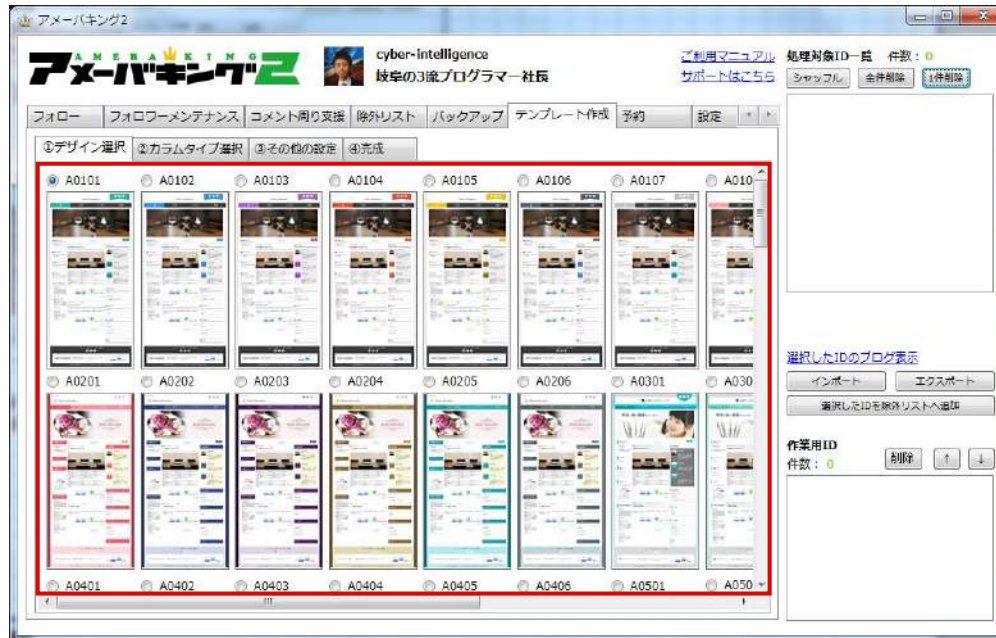 アメーバキング2
AMEBA KING
アメーバキング2
cyber-intelligence
岐阜の3流プログラマー社長
ご利用マニュアル
サポートはこちら
処理対象ID一覧 件数：0
シャッフル 全件削除 1件削除
フォロー フォロワーメンテナンス コメント周り支援 除外リスト バックアップ テンプレート作成 予約 設定
①デザイン選択 ②カラムタイプ選択 ③その他の設定 ④完成
A0101 A0102 A0103 A0104 A0105 A0106 A0107 A010
A0201 A0202 A0203 A0204 A0205 A0206 A0301 A030
A0401 A0402 A0403 A0404 A0405 A0406 A0501 A050
選択したIDのブログ表示
インポート エクスポート
選択したIDを除外リストへ追加
作業用ID
件数：0
削除 ↑ ↓